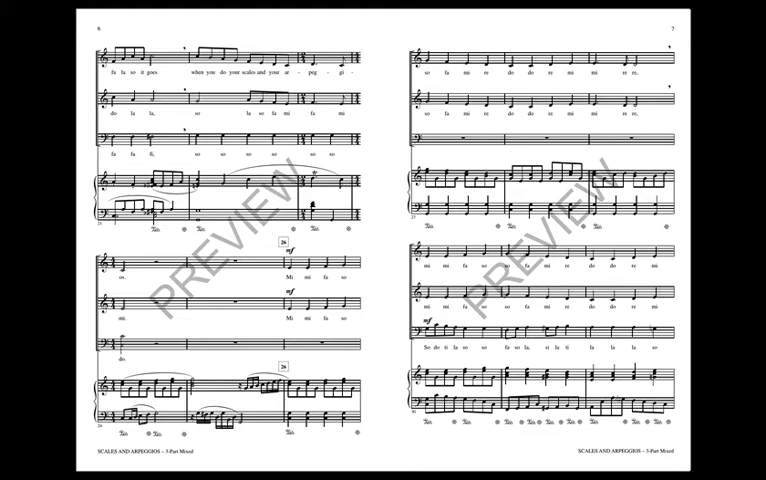 6
fa la so it goes when you do your scales and your ar - peg - gi -
do la la, so la so fa mi fa mi
fa fa fi, so so so so so so
21
PREVIEW
26
mf
os. Mi mi fa so
mf
mi. Mi mi fa so
do.
26
24
SCALES AND ARPEGGIOS – 3-Part Mixed
7
so fa mi re do do re mi mi re re,
so fa mi re do do re mi mi re re,
27
PREVIEW
mi mi fa so so fa mi re do do re mi
mi mi fa so so fa mi re do do re mi
mf
So do ti la so so fa so la, si la ti la la la so
SCALES AND ARPEGGIOS – 3-Part Mixed